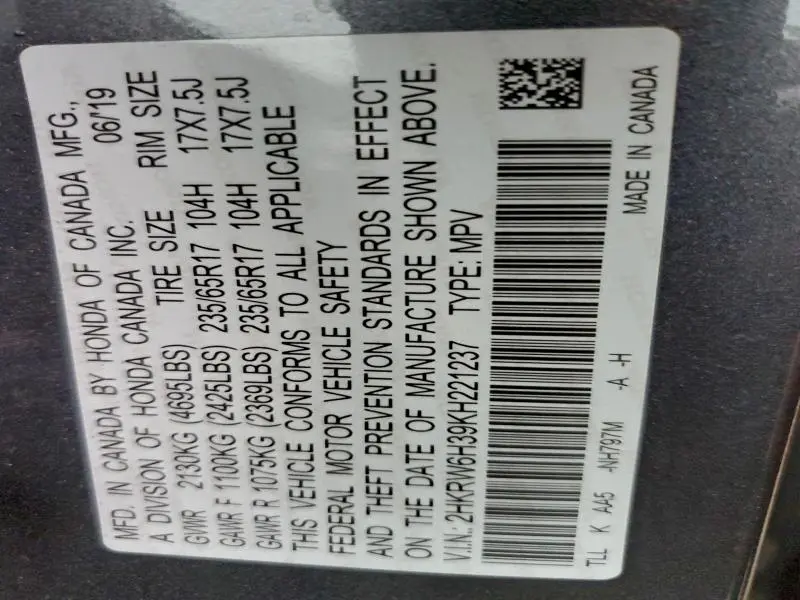 MFD. IN CANADA BY HONDA OF CANADA MFG.,
A DIVISION OF HONDA CANADA INC. 06/19
TIRE SIZE RIM SIZE
GVWR 2130KG (4695LBS)
GAWR F 1100KG (2425LBS) 235/65R17 104H 17X7.5J
GAWR R 1075KG (2369LBS) 235/65R17 104H 17X7.5J
THIS VEHICLE CONFORMS TO ALL APPLICABLE
FEDERAL MOTOR VEHICLE SAFETY
AND THEFT PREVENTION STANDARDS IN EFFECT
ON THE DATE OF MANUFACTURE SHOWN ABOVE.
V.I.N.: 2HKRW6H39KH221237 TYPE: MPV
TLL K AA5 -NH797M -A -H
MADE IN CANADA